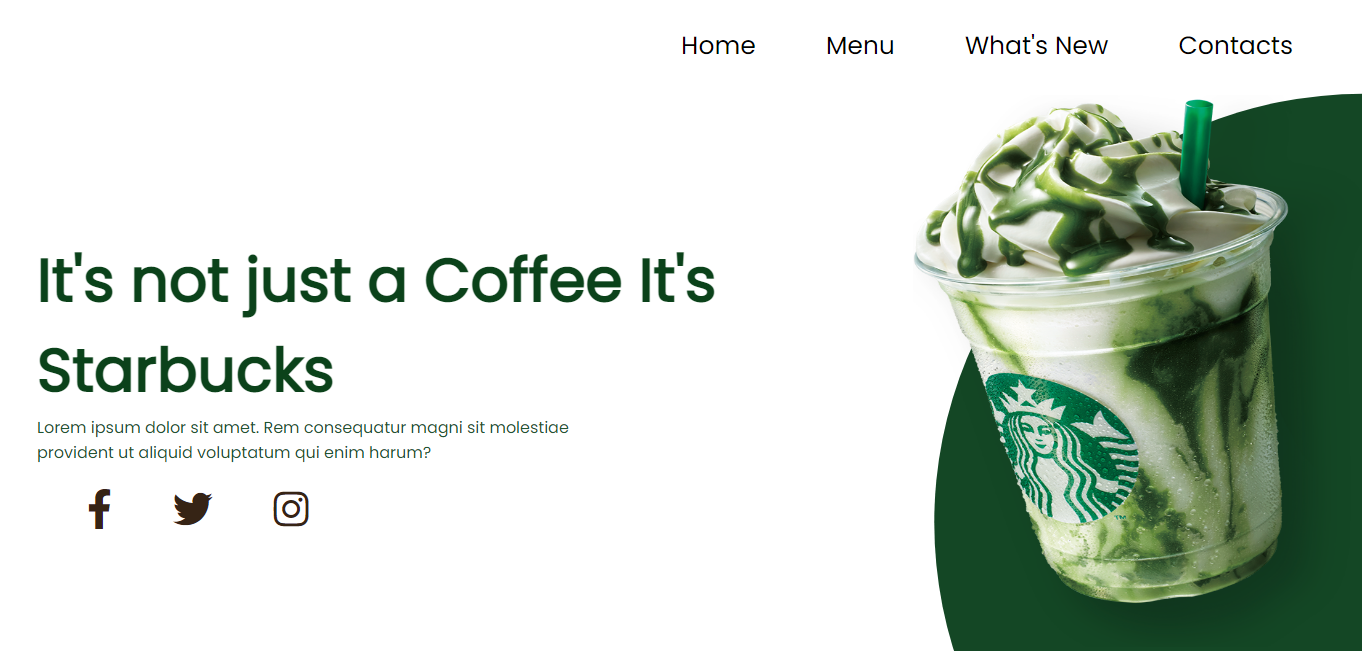 Home Menu What's New Contacts
It's not just a Coffee It's
Starbucks
Lorem ipsum dolor sit amet. Rem consequatur magni sit molestiae
provident ut aliquid voluptatum qui enim harum?
TM